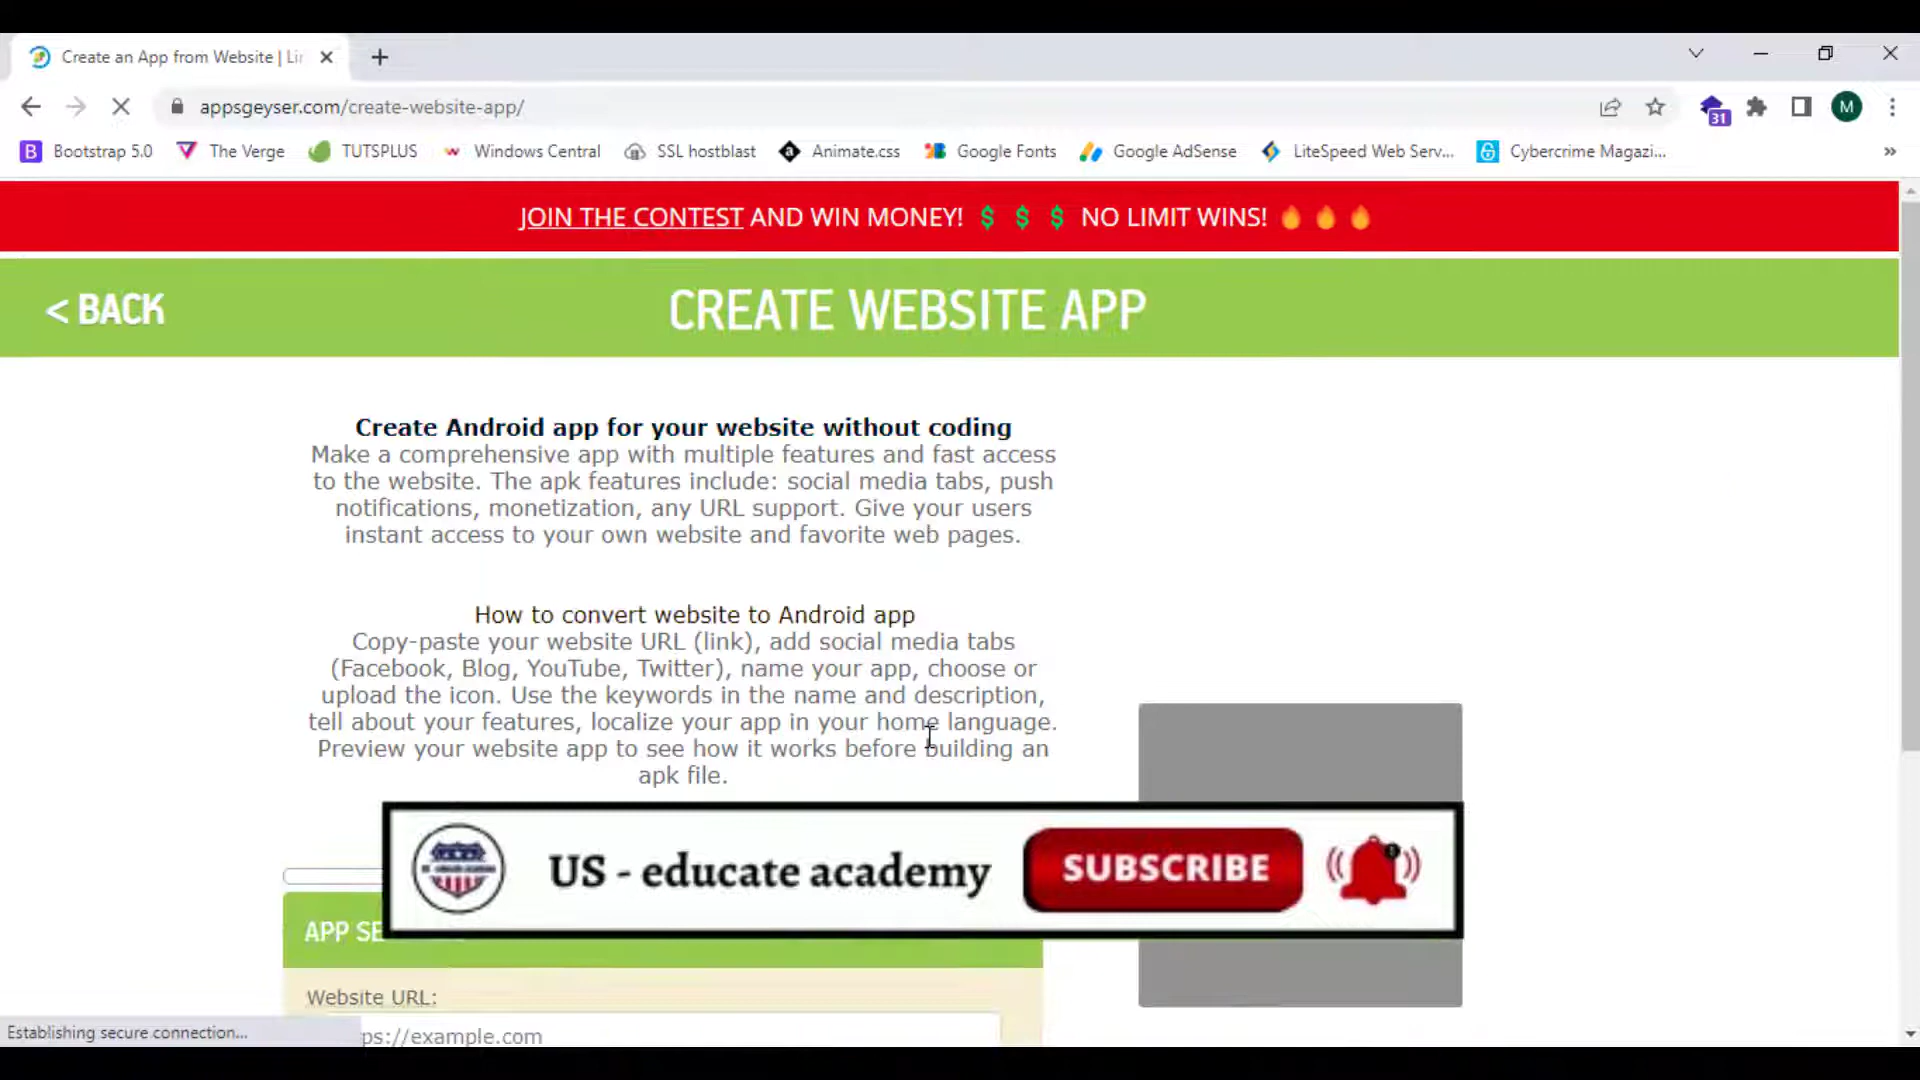 Create an App from Website | Lin
appsgeyser.com/create-website-app/
M
31
B Bootstrap 5.0 The Verge TUTSPLUS Windows Central SSL hostblast a Animate.css Google Fonts Google AdSense LiteSpeed Web Serv... Cybercrime Magazi... »
JOIN THE CONTEST AND WIN MONEY! $ $ $ NO LIMIT WINS!
< BACK
CREATE WEBSITE APP
Create Android app for your website without coding
Make a comprehensive app with multiple features and fast access
to the website. The apk features include: social media tabs, push
notifications, monetization, any URL support. Give your users
instant access to your own website and favorite web pages.
How to convert website to Android app
Copy-paste your website URL (link), add social media tabs
(Facebook, Blog, YouTube, Twitter), name your app, choose or
upload the icon. Use the keywords in the name and description,
tell about your features, localize your app in your home language.
Preview your website app to see how it works before building an
apk file.
US - educate academy
SUBSCRIBE
APP SE
Website URL:
ps://example.com
Establishing secure connection...